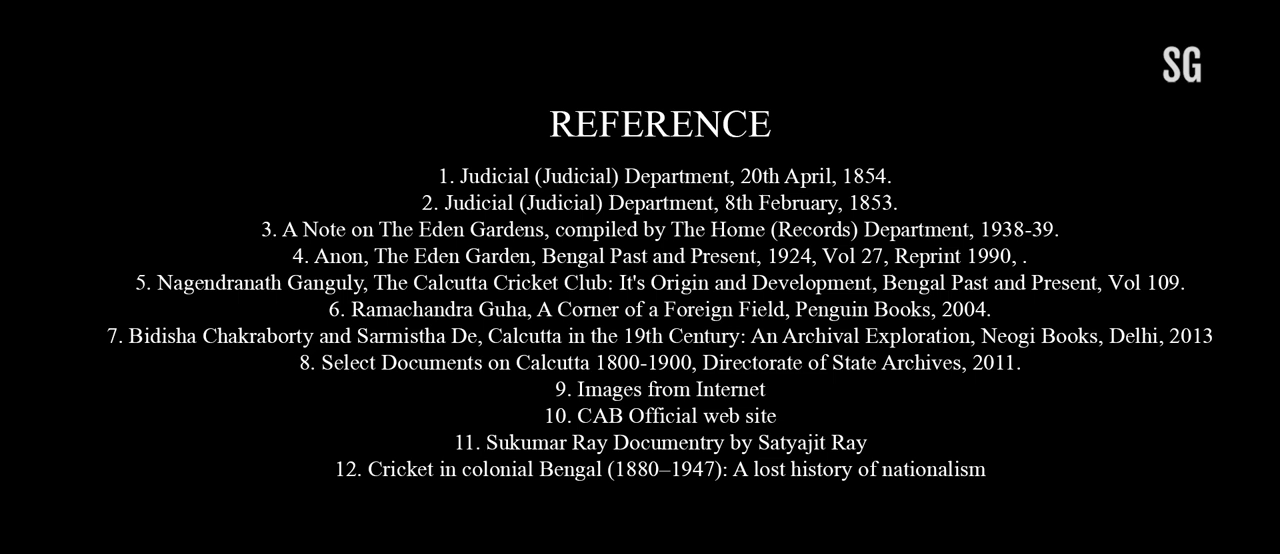 SG
REFERENCE
1. Judicial (Judicial) Department, 20th April, 1854.
2. Judicial (Judicial) Department, 8th February, 1853.
3. A Note on The Eden Gardens, compiled by The Home (Records) Department, 1938-39.
4. Anon, The Eden Garden, Bengal Past and Present, 1924, Vol 27, Reprint 1990, .
5. Nagendranath Ganguly, The Calcutta Cricket Club: It's Origin and Development, Bengal Past and Present, Vol 109.
6. Ramachandra Guha, A Corner of a Foreign Field, Penguin Books, 2004.
7. Bidisha Chakraborty and Sarmistha De, Calcutta in the 19th Century: An Archival Exploration, Neogi Books, Delhi, 2013
8. Select Documents on Calcutta 1800-1900, Directorate of State Archives, 2011.
9. Images from Internet
10. CAB Official web site
11. Sukumar Ray Documentry by Satyajit Ray
12. Cricket in colonial Bengal (1880–1947): A lost history of nationalism